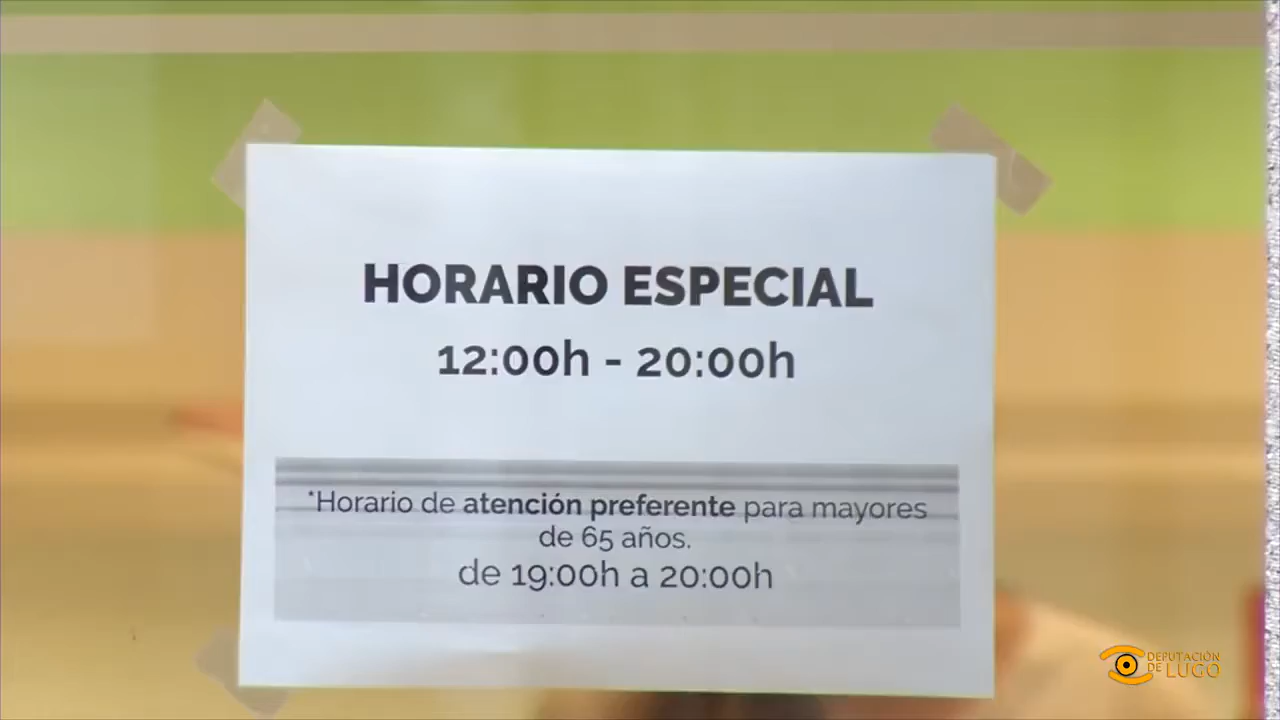 HORARIO ESPECIAL
12:00h - 20:00h
*Horario de atención preferente para mayores
de 65 años.
de 19:00h a 20:00h
DEPUTACIÓN
DE LUGO